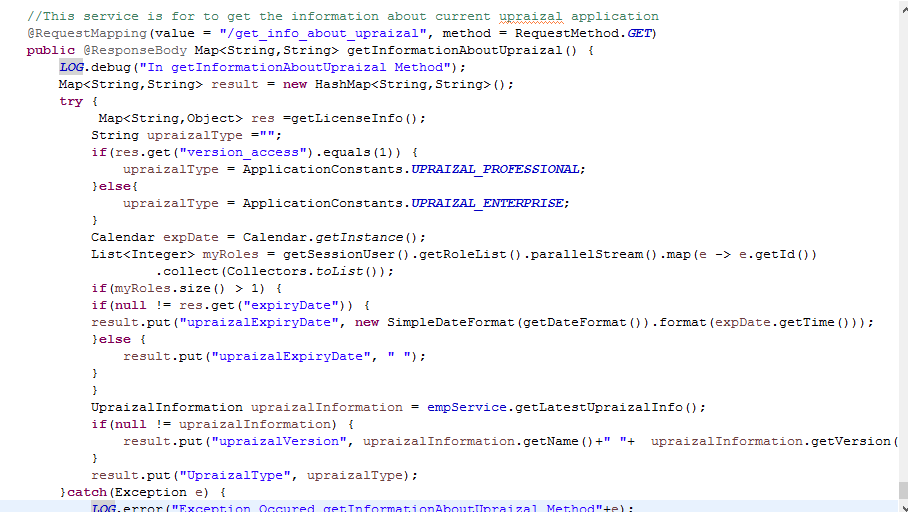 //This service is for to get the information about current upraizal application
@RequestMapping(value = "/get_info_about_upraizal", method = RequestMethod.GET)
public @ResponseBody Map<String,String> getInformationAboutUpraizal() {
LOG.debug("In getInformationAboutUpraizal Method");
Map<String,String> result = new HashMap<String,String>();
try {
Map<String,Object> res =getLicenseInfo();
String upraizalType ="";
if(res.get("version_access").equals(1)) {
upraizalType = ApplicationConstants.UPRAIZAL_PROFESSIONAL;
}else{
upraizalType = ApplicationConstants.UPRAIZAL_ENTERPRISE;
}
Calendar expDate = Calendar.getInstance();
List<Integer> myRoles = getSessionUser().getRoleList().parallelStream().map(e -> e.getId())
.collect(Collectors.toList());
if(myRoles.size() > 1) {
if(null != res.get("expiryDate")) {
result.put("upraizalExpiryDate", new SimpleDateFormat(getDateFormat()).format(expDate.getTime()));
}else {
result.put("upraizalExpiryDate", " ");
}
}
UpraizalInformation upraizalInformation = empService.getLatestUpraizalInfo();
if(null != upraizalInformation) {
result.put("upraizalVersion", upraizalInformation.getName()+" "+  upraizalInformation.getVersion(
}
result.put("UpraizalType", upraizalType);
}catch(Exception e) {
LOG.error("Exception Occured getInformationAboutUpraizal Method"+e);